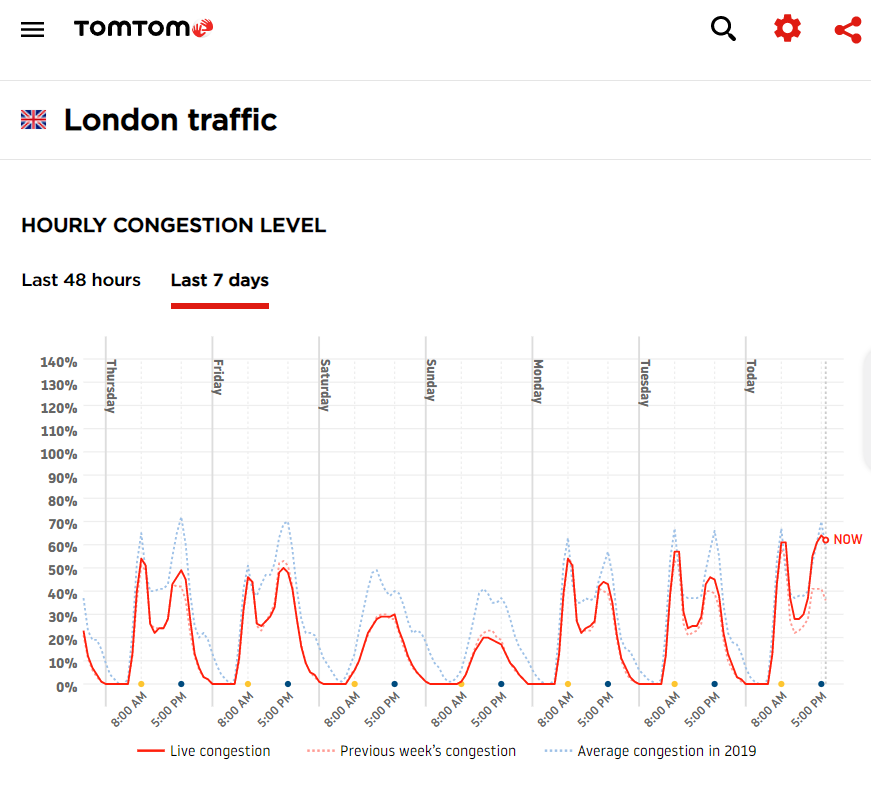 TOMTOM
London traffic
HOURLY CONGESTION LEVEL
Last 48 hours Last 7 days
140%
130%
120%
110%
100%
90%
80%
70%
60%
50%
40%
30%
20%
10%
0%
Thursday
Friday
Saturday
Sunday
Monday
Tuesday
Today
NOW
8:00 AM 5:00 PM 8:00 AM 5:00 PM 8:00 AM 5:00 PM 8:00 AM 5:00 PM 8:00 AM 5:00 PM 8:00 AM 5:00 PM 8:00 AM 5:00 PM
Live congestion Previous week's congestion Average congestion in 2019